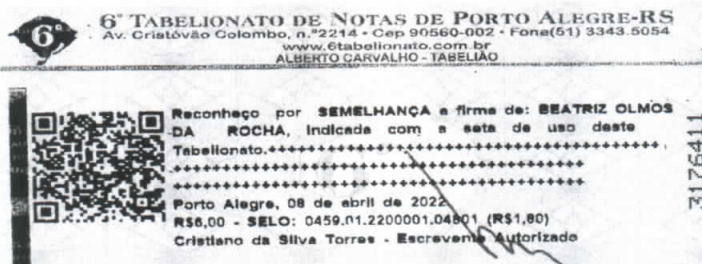 6º TABELIONATO DE NOTAS DE PORTO ALEGRE-RS
Av. Cristóvão Colombo, n.º2214 • Cep 90560-002 • Fone(51) 3343.5054
www.6tabelionato.com.br
ALBERTO CARVALHO - TABELIÃO
6º
Reconheço por SEMELHANÇA a firma de: BEATRIZ OLMOS
DA ROCHA, indicada com a seta de uso deste
Tabelionato.++++++++++++++++++++++++++++++++++++++++++++
++++++++++++++++++++++++++++++++++++++++++++++
++++++++++++++++++++++++++++++++++++++++++++++
Porto Alegre, 08 de abril de 2022
R$6,00 - SELO: 0459.01.2200001.04801 (R$1,80)
Cristiano da Silva Torres - Escrevente Autorizado
3176411